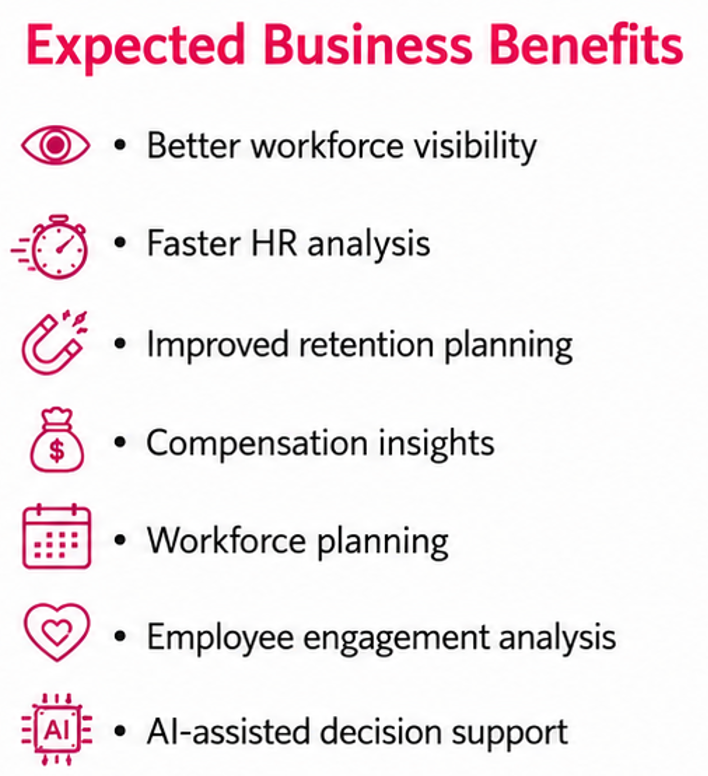 Expected Business Benefits
• Better workforce visibility
• Faster HR analysis
• Improved retention planning
$ • Compensation insights
• Workforce planning
• Employee engagement analysis
AI • AI-assisted decision support